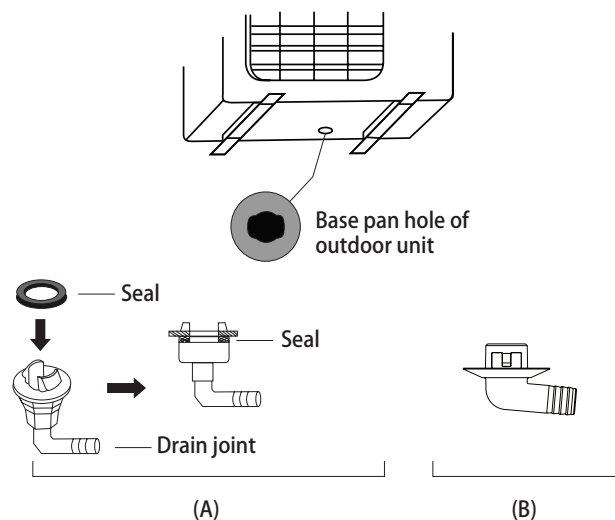 Base pan hole of
outdoor unit
Seal
Seal
Drain joint
(A)
(B)